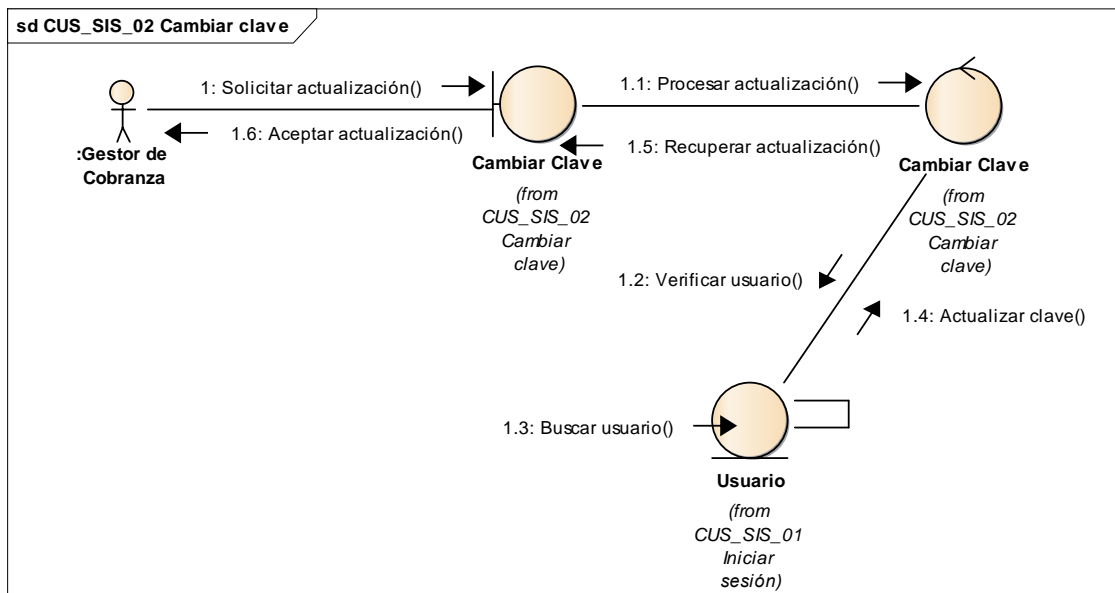 sd CUS_SIS_02 Cambiar clave
1: Solicitar actualización()
1.1: Procesar actualización()
1.6: Aceptar actualización()
1.5: Recuperar actualización()
:Gestor de
Cobranza
Cambiar Clave
(from
CUS_SIS_02
Cambiar
clave)
Cambiar Clave
(from
CUS_SIS_02
Cambiar
clave)
1.2: Verificar usuario()
1.4: Actualizar clave()
1.3: Buscar usuario()
Usuario
(from
CUS_SIS_01
Iniciar
sesión)